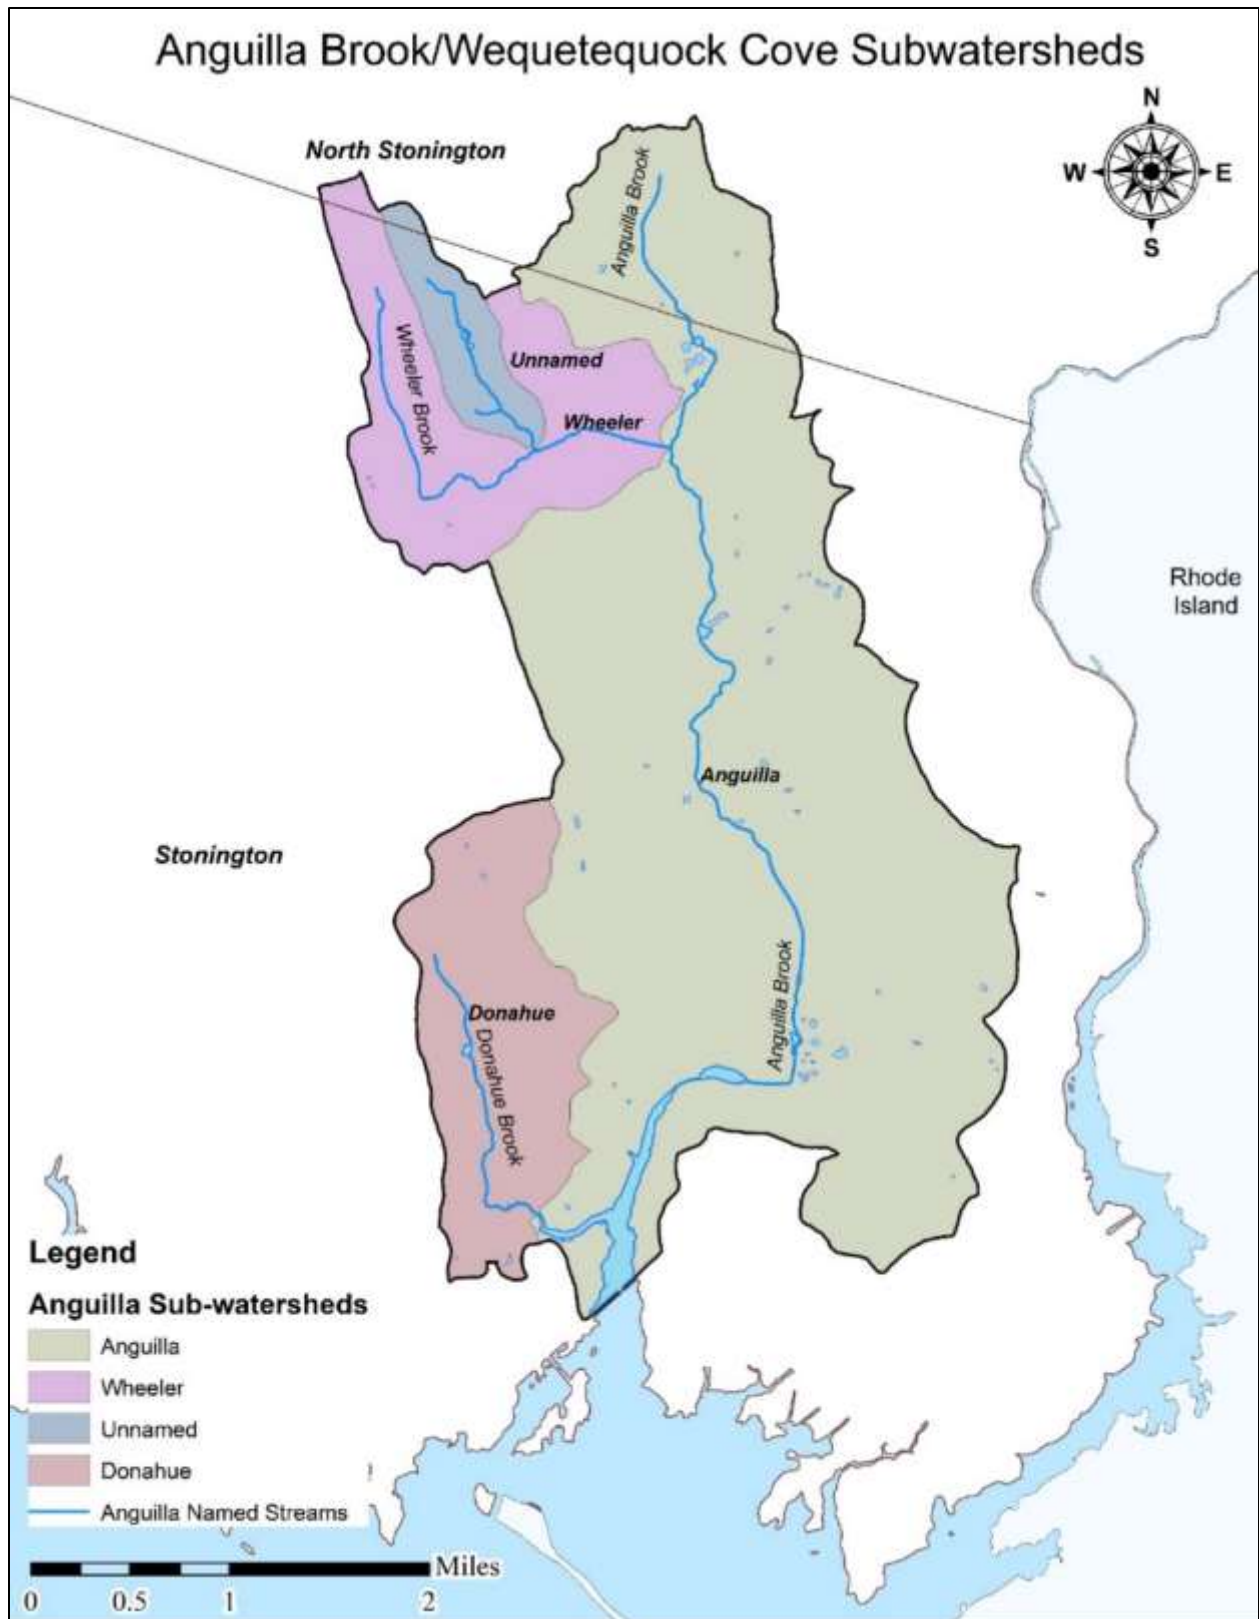 Anguilla Brook/Wequetequock Cove Subwatersheds
N
W
E
S
North Stonington
Anguilla Brook
Wheeler Brook
Unnamed
Wheeler
Rhode
Island
Anguilla
Stonington
Anguilla Brook
Donahue
Donahue Brook
Legend
Anguilla Sub-watersheds
Anguilla
Wheeler
Unnamed
Donahue
Anguilla Named Streams
Miles
0 0.5 1 2